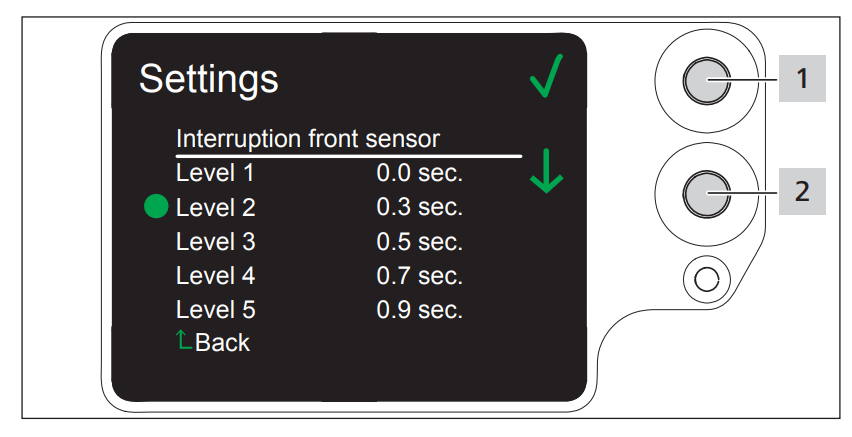 Settings
Interruption front sensor
Level 1 0.0 sec.
Level 2 0.3 sec.
Level 3 0.5 sec.
Level 4 0.7 sec.
Level 5 0.9 sec.
Back
1
2